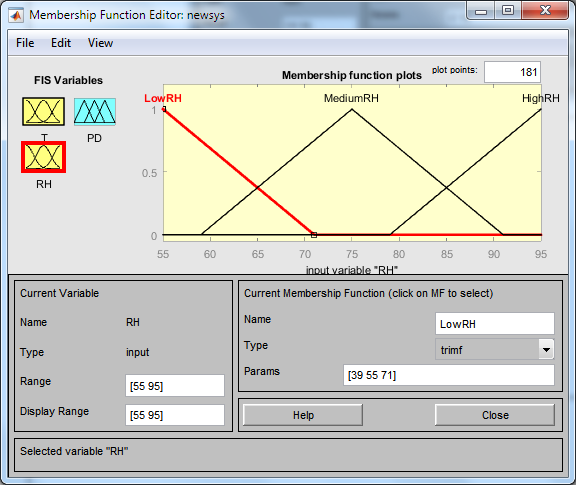 Membership Function Editor: newsys
File Edit View
FIS Variables
Membership function plots plot points: 181
LowRH MediumRH HighRH
T PD
RH
1
0.5
0
55 60 65 70 75 80 85 90 95
input variable "RH"
Current Variable
Name RH
Type input
Range [55 95]
Display Range [55 95]
Current Membership Function (click on MF to select)
Name LowRH
Type trimf
Params [39 55 71]
Help Close
Selected variable "RH"